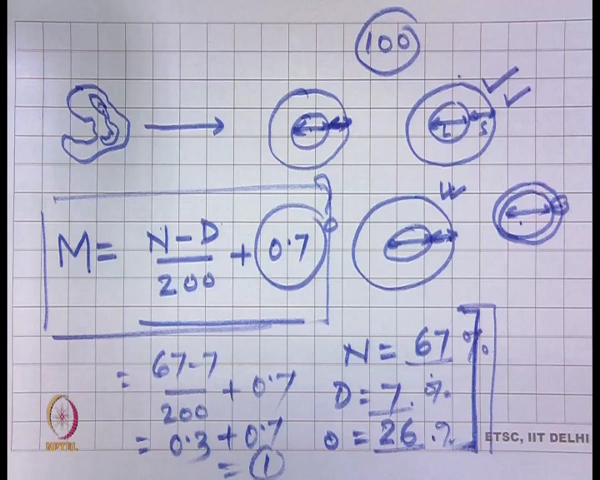 100
L S
M = N - D / 200 + 0.7
= 67 - 7 / 200 + 0.7
= 0.3 + 0.7
= 1
N = 67 %
D = 7 . %
0 = 26 . %
NPTEL
ETSC, IIT DELHI